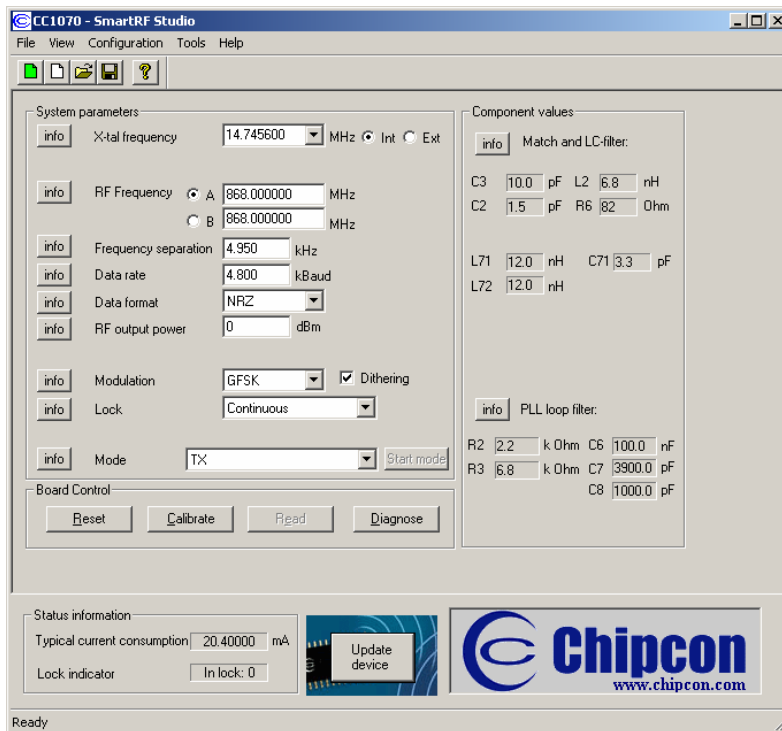 CC1070 - SmartRF Studio
File View Configuration Tools Help
System parameters
info X-tal frequency 14.745600 MHz Int Ext
info RF Frequency A 868.000000 MHz
B 868.000000 MHz
info Frequency separation 4.950 kHz
info Data rate 4.800 kBaud
info Data format NRZ
info RF output power 0 dBm
info Modulation GFSK Dithering
info Lock Continuous
info Mode TX Start mode
Board Control
Reset Calibrate Read Diagnose
Component values
info Match and LC-filter:
C3 10.0 pF L2 6.8 nH
C2 1.5 pF R6 82 Ohm
L71 12.0 nH C71 3.3 pF
L72 12.0 nH
info PLL loop filter:
R2 2.2 k Ohm C6 100.0 nF
R3 6.8 k Ohm C7 3900.0 pF
C8 1000.0 pF
Status information
Typical current consumption 20.40000 mA
Lock indicator In lock: 0
Update
device
Chipcon
www.chipcon.com
Ready